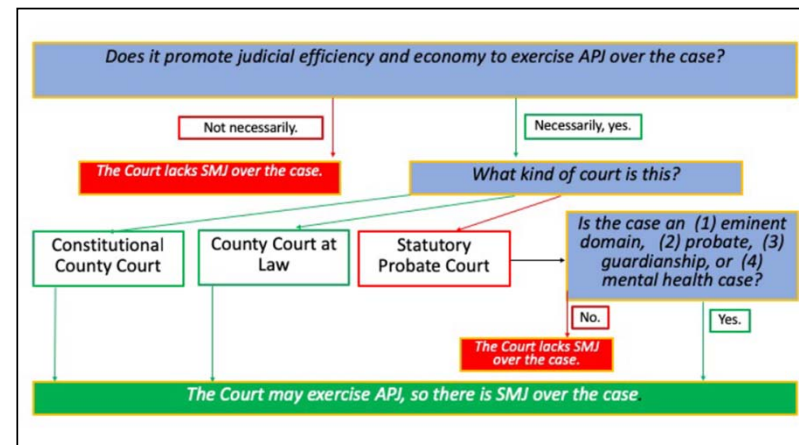 Does it promote judicial efficiency and economy to exercise APJ over the case?
Not necessarily.
Necessarily, yes.
The Court lacks SMJ over the case.
What kind of court is this?
Constitutional
County Court
County Court at
Law
Statutory
Probate Court
Is the case an (1) eminent
domain, (2) probate, (3)
guardianship, or (4)
mental health case?
No.
Yes.
The Court lacks SMJ
over the case.
The Court may exercise APJ, so there is SMJ over the case.